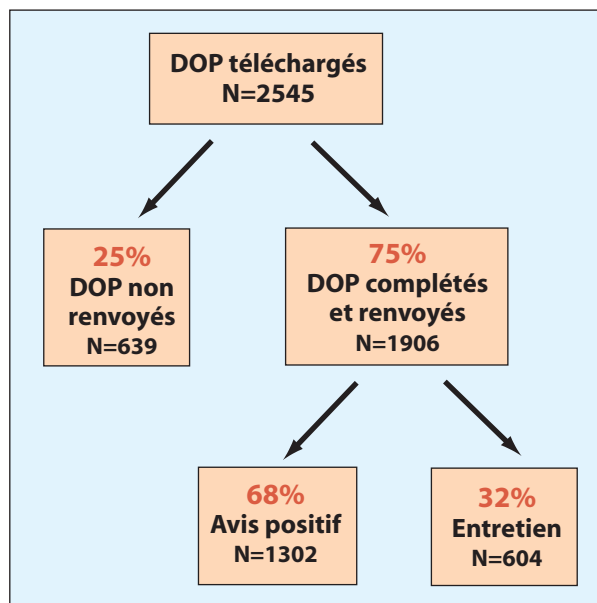 DOP téléchargés
N=2545
25%
DOP non
renvoyés
N=639
75%
DOP complétés
et renvoyés
N=1906
68%
Avis positif
N=1302
32%
Entretien
N=604